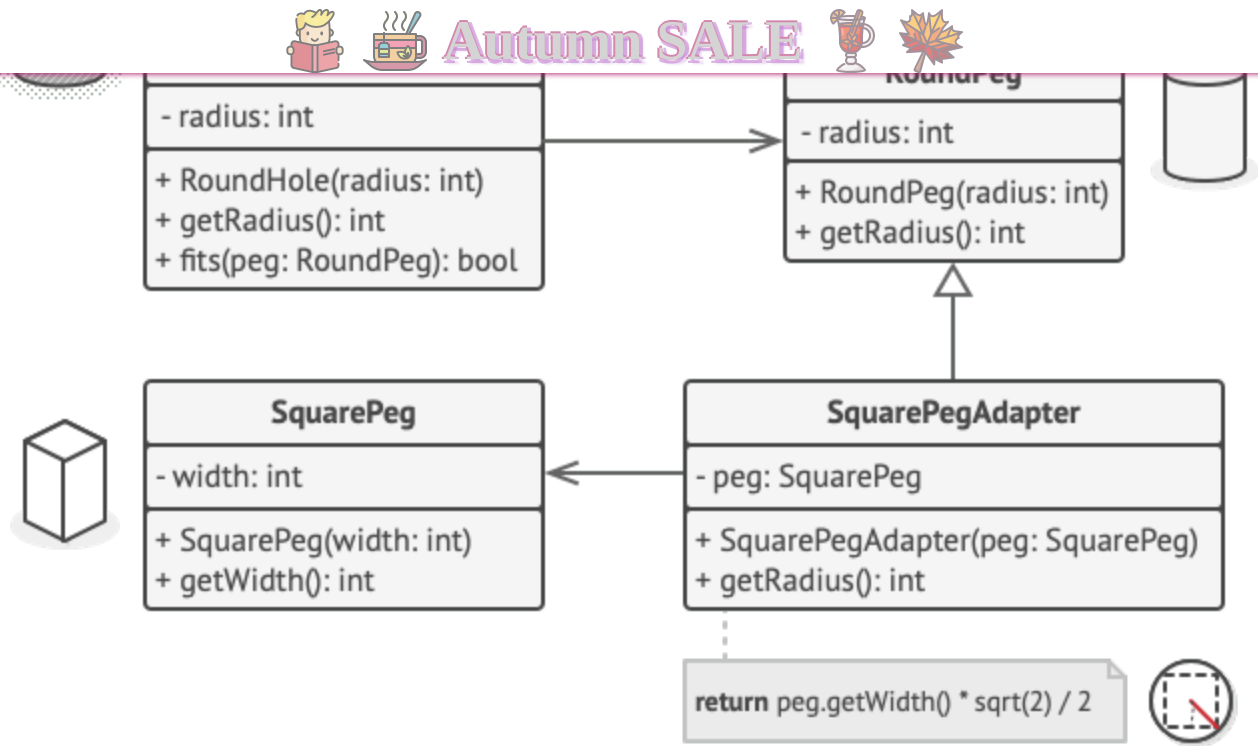 Autumn SALE
- radius: int
+ RoundHole(radius: int)
+ getRadius(): int
+ fits(peg: RoundPeg): bool
RoundPeg
- radius: int
+ RoundPeg(radius: int)
+ getRadius(): int
SquarePeg
- width: int
+ SquarePeg(width: int)
+ getWidth(): int
SquarePegAdapter
- peg: SquarePeg
+ SquarePegAdapter(peg: SquarePeg)
+ getRadius(): int
return peg.getWidth() * sqrt(2) / 2